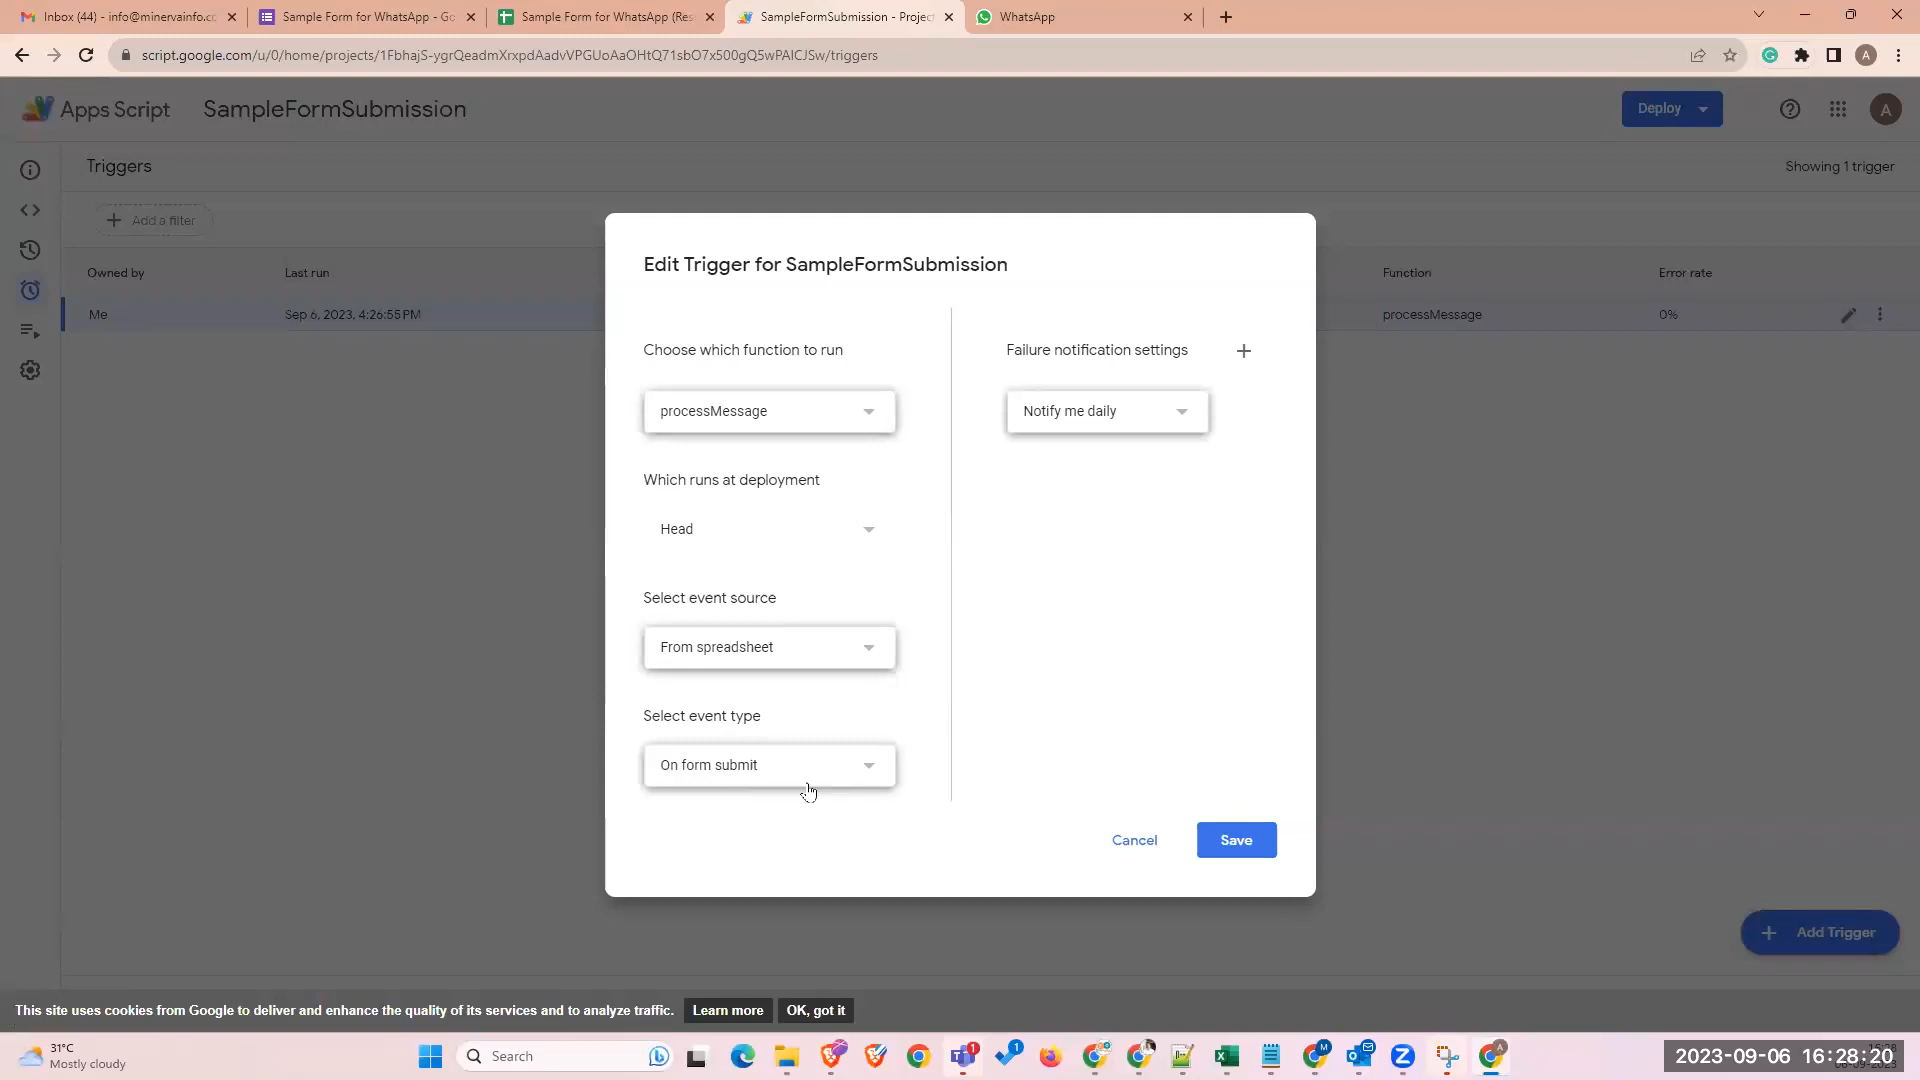 Inbox (44) - info@minervainfo.cc
Sample Form for WhatsApp - Go
Sample Form for WhatsApp (Res
SampleFormSubmission - Project
WhatsApp
script.google.com/u/0/home/projects/1FbhajS-ygrQeadmXrxpdAadvVPGUoAaOHtQ71sbO7x500gQ5wPAICJSw/triggers
Apps Script
SampleFormSubmission
Deploy
A
Triggers
Showing 1 trigger
Add a filter
Owned by
Last run
Function
Error rate
Me
Sep 6, 2023, 4:26:55 PM
processMessage
0%
Edit Trigger for SampleFormSubmission
Choose which function to run
processMessage
Which runs at deployment
Head
Select event source
From spreadsheet
Select event type
On form submit
Failure notification settings
Notify me daily
Cancel
Save
Add Trigger
This site uses cookies from Google to deliver and enhance the quality of its services and to analyze traffic.
Learn more
OK, got it
31°C
Mostly cloudy
Search
2023-09-06 16:28:20